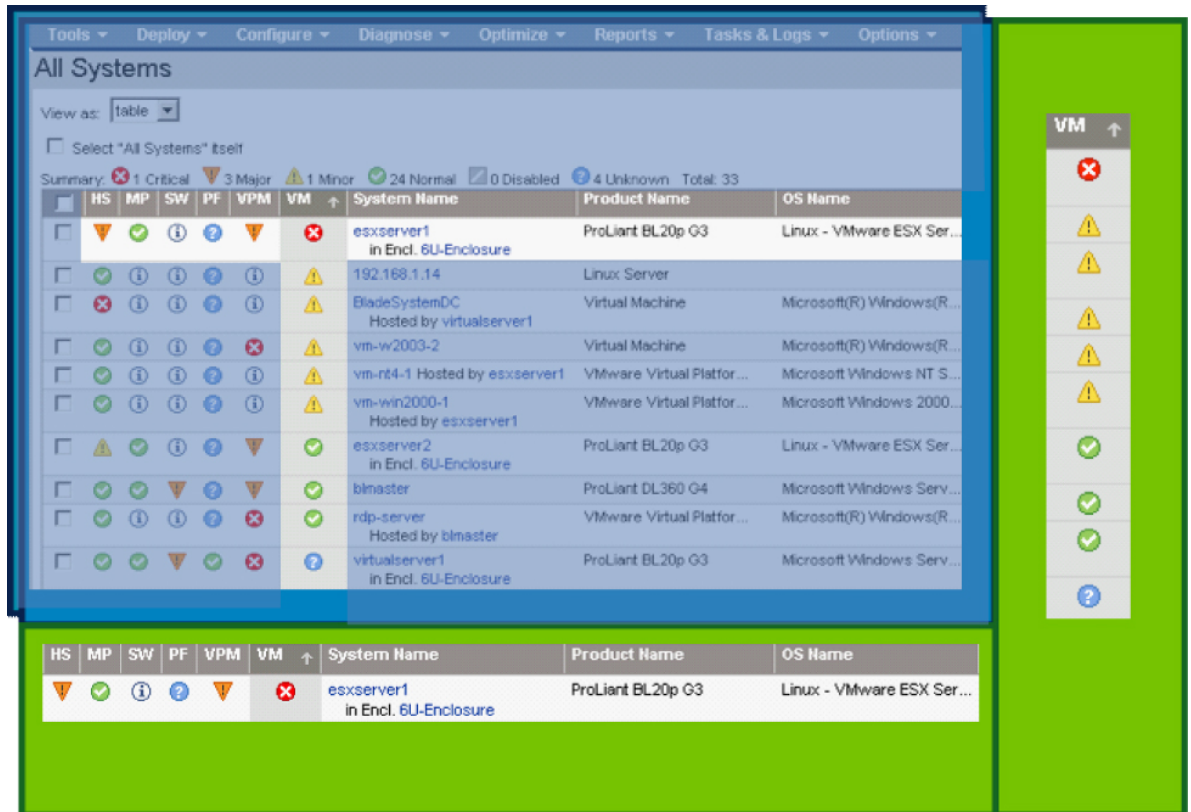 Tools Deploy Configure Diagnose Optimize Reports Tasks & Logs Options
All Systems
View as: table
Select "All Systems" itself
Summary: 1 Critical 3 Major 1 Minor 24 Normal 0 Disabled 4 Unknown Total: 33
HS MP SW PF VPM VM System Name Product Name OS Name
esxserver1 ProLiant BL20p G3 Linux - VMware ESX Ser...
in Encl. 6U-Enclosure
192.168.1.14 Linux Server
BladeSystemDC Virtual Machine Microsoft(R) Windows(R...
Hosted by virtualserver1
vm-w2003-2 Virtual Machine Microsoft(R) Windows(R...
vm-nt4-1 Hosted by esxserver1 VMware Virtual Platfor... Microsoft Windows NT S...
vm-win2000-1 VMware Virtual Platfor... Microsoft Windows 2000...
Hosted by esxserver1
esxserver2 ProLiant BL20p G3 Linux - VMware ESX Ser...
in Encl. 6U-Enclosure
blmaster ProLiant DL360 G4 Microsoft Windows Serv...
rdp-server VMware Virtual Platfor... Microsoft(R) Windows(R...
Hosted by blmaster
virtualserver1 ProLiant BL20p G3 Microsoft Windows Serv...
in Encl. 6U-Enclosure
VM
HS MP SW PF VPM VM System Name Product Name OS Name
esxserver1 ProLiant BL20p G3 Linux - VMware ESX Ser...
in Encl. 6U-Enclosure